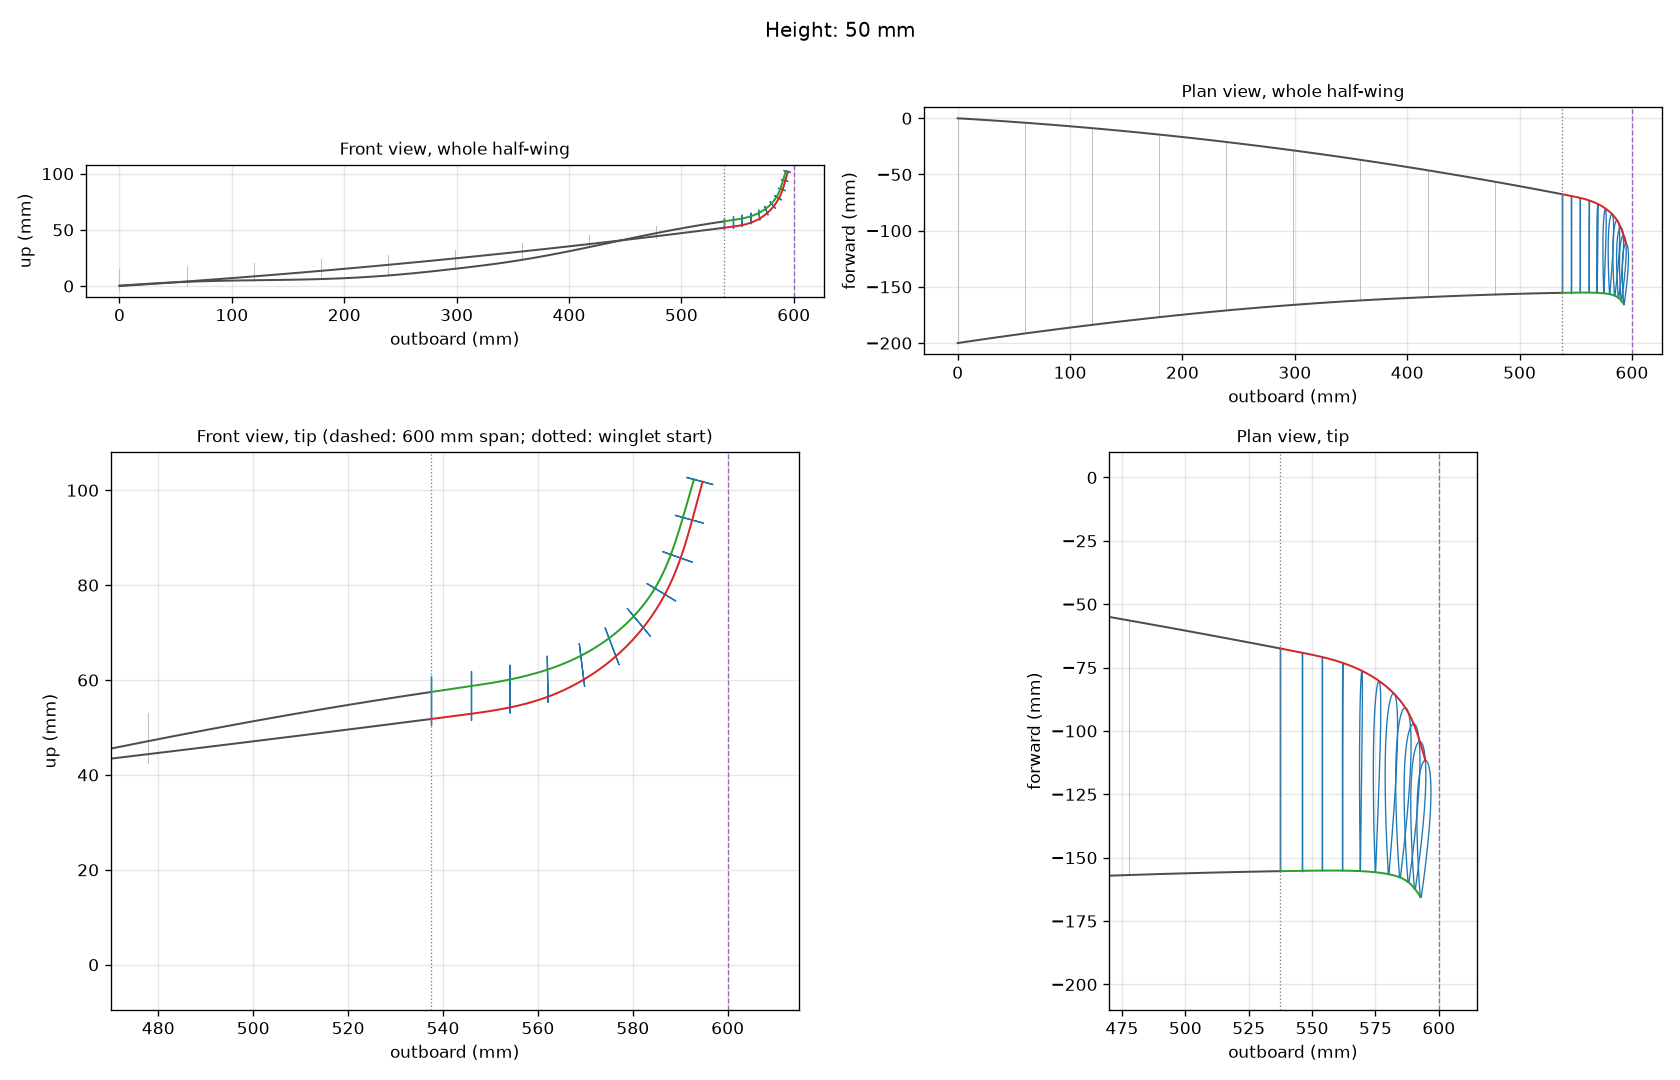 Height: 50 mm
Front view, whole half-wing
100
50
0
up (mm)
0 100 200 300 400 500 600
outboard (mm)
Plan view, whole half-wing
0
−50
−100
−150
−200
forward (mm)
0 100 200 300 400 500 600
outboard (mm)
Front view, tip (dashed: 600 mm span; dotted: winglet start)
100
80
60
40
20
0
up (mm)
480 500 520 540 560 580 600
outboard (mm)
Plan view, tip
0
−25
−50
−75
−100
−125
−150
−175
−200
forward (mm)
475 500 525 550 575 600
outboard (mm)